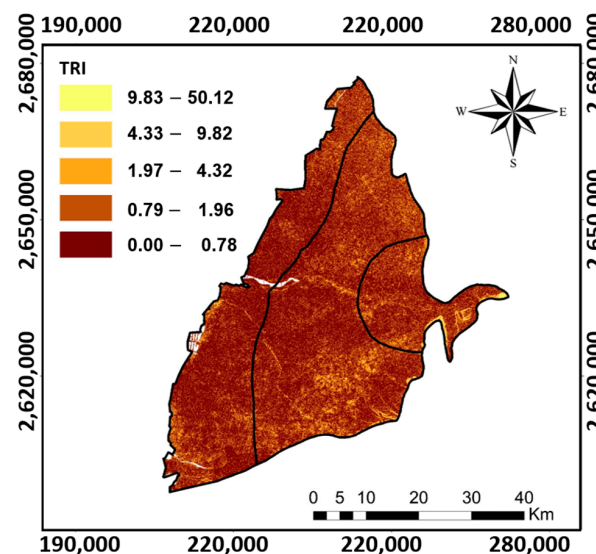 190,000 220,000 220,000 280,000
2,680,000 2,680,000
TRI
9.83 – 50.12
4.33 – 9.82
1.97 – 4.32
0.79 – 1.96
0.00 – 0.78
N
W E
S
2,650,000 2,650,000
2,620,000 2,620,000
0 5 10 20 30 40
Km
190,000 220,000 220,000 280,000